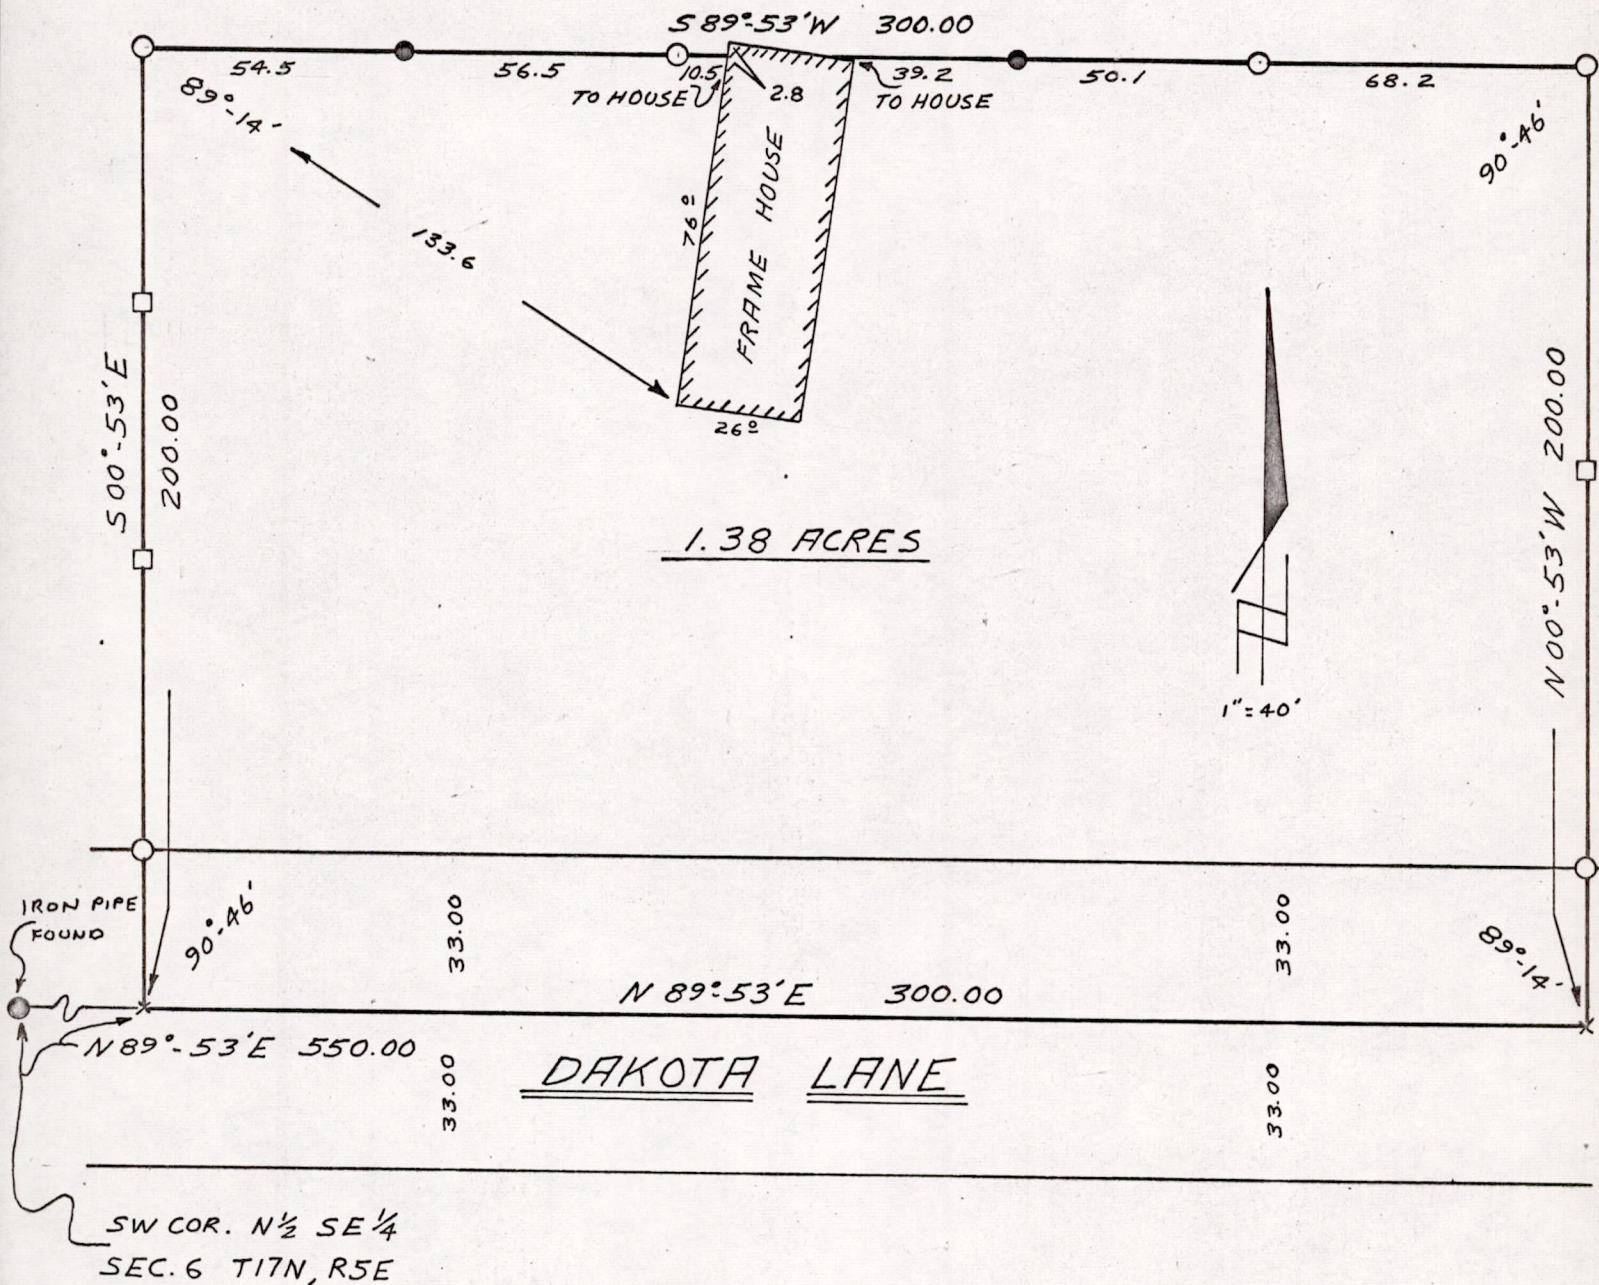 S 89°-53'W 300.00
54.5
56.5
10.5
TO HOUSE
2.8
39.2
TO HOUSE
50.1
68.2
89°-14'
90°-46'
133.6
76º
FRAME HOUSE
26º
S 00°-53'E
200.00
N 00°-53'W 200.00
1.38 ACRES
N
1"=40'
IRON PIPE
FOUND
90°-46'
33.00
33.00
89°-14'
N 89°-53'E 300.00
N 89°-53'E 550.00
DAKOTA LANE
33.00
33.00
SW COR. N½ SE¼
SEC. 6 T17N, R5E